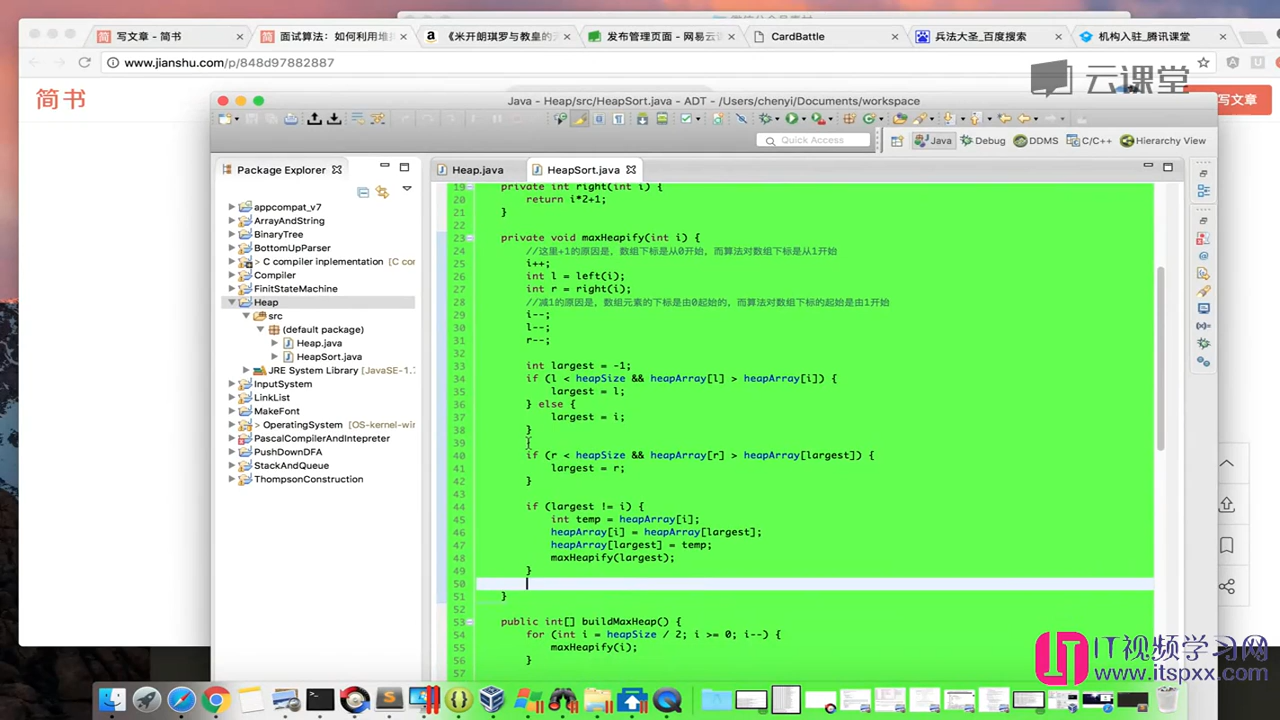 写文章 - 简书
面试算法：如何利用堆排
《米开朗琪罗与教皇的天
发布管理页面 - 网易云
CardBattle
兵法大圣_百度搜索
机构入驻_腾讯课堂
www.jianshu.com/p/848d97882887
简书
云课堂
写文章
Java - Heap/src/HeapSort.java - ADT - /Users/chenyi/Documents/workspace
Quick Access
Java
Debug
DDMS
C/C++
Hierarchy View
Package Explorer
Heap.java
HeapSort.java
appcompat_v7
ArrayAndString
BinaryTree
BottomUpParser
> C compiler inplementation [C co
Compiler
FinitStateMachine
Heap
src
(default package)
Heap.java
HeapSort.java
JRE System Library [JavaSE-1.
InputSystem
LinkList
MakeFont
> OperatingSystem [OS-kernel-wir
PascalCompilerAndIntepreter
PushDownDFA
StackAndQueue
ThompsonConstruction
19 private int right(int i) {
20 return i*2+1;
21 }
22
23 private void maxHeapify(int i) {
24 //这里+1的原因是，数组下标是从0开始，而算法对数组下标是从1开始
25 i++;
26 int l = left(i);
27 int r = right(i);
28 //减1的原因是，数组元素的下标是由0起始的，而算法对数组下标的起始是由1开始
29 i--;
30 l--;
31 r--;
32
33 int largest = -1;
34 if (l < heapSize && heapArray[l] > heapArray[i]) {
35 largest = l;
36 } else {
37 largest = i;
38 }
39
40 if (r < heapSize && heapArray[r] > heapArray[largest]) {
41 largest = r;
42 }
43
44 if (largest != i) {
45 int temp = heapArray[i];
46 heapArray[i] = heapArray[largest];
47 heapArray[largest] = temp;
48 maxHeapify(largest);
49 }
50
51 }
52
53 public int[] buildMaxHeap() {
54 for (int i = heapSize / 2; i >= 0; i--) {
55 maxHeapify(i);
56 }
57
IT视频学习网
www.itspxx.com